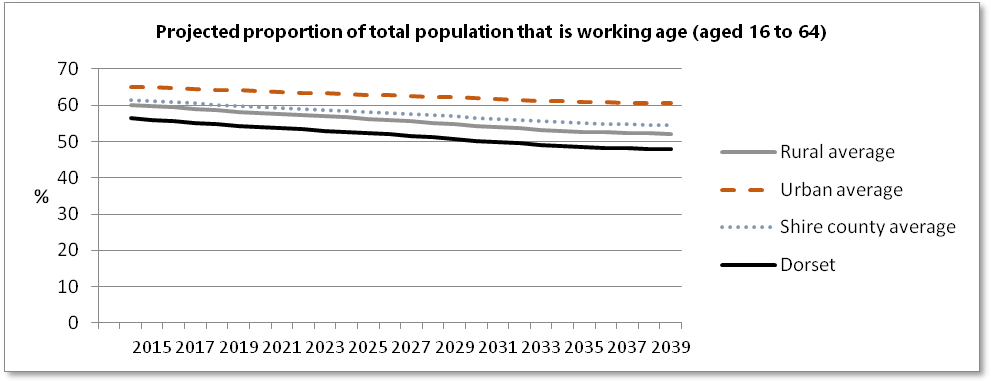 Projected proportion of total population that is working age (aged 16 to 64)
70
60
50
40
%
30
20
10
0
2015 2017 2019 2021 2023 2025 2027 2029 2031 2033 2035 2037 2039
Rural average
Urban average
Shire county average
Dorset